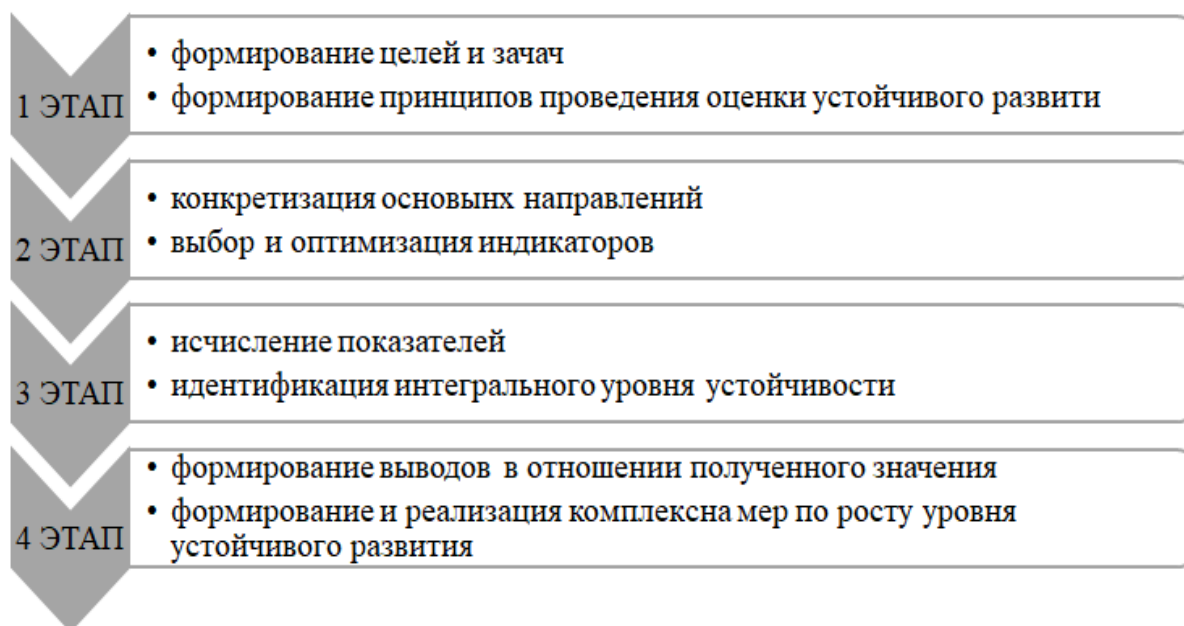 1 ЭТАП
• формирование целей и зачач
• формирование принципов проведения оценки устойчивого развити
2 ЭТАП
• конкретизация основынх направлений
• выбор и оптимизация индикаторов
3 ЭТАП
• исчисление показателей
• идентификация интегрального уровня устойчивости
4 ЭТАП
• формирование выводов в отношении полученного значения
• формирование и реализация комплексна мер по росту уровня
устойчивого развития